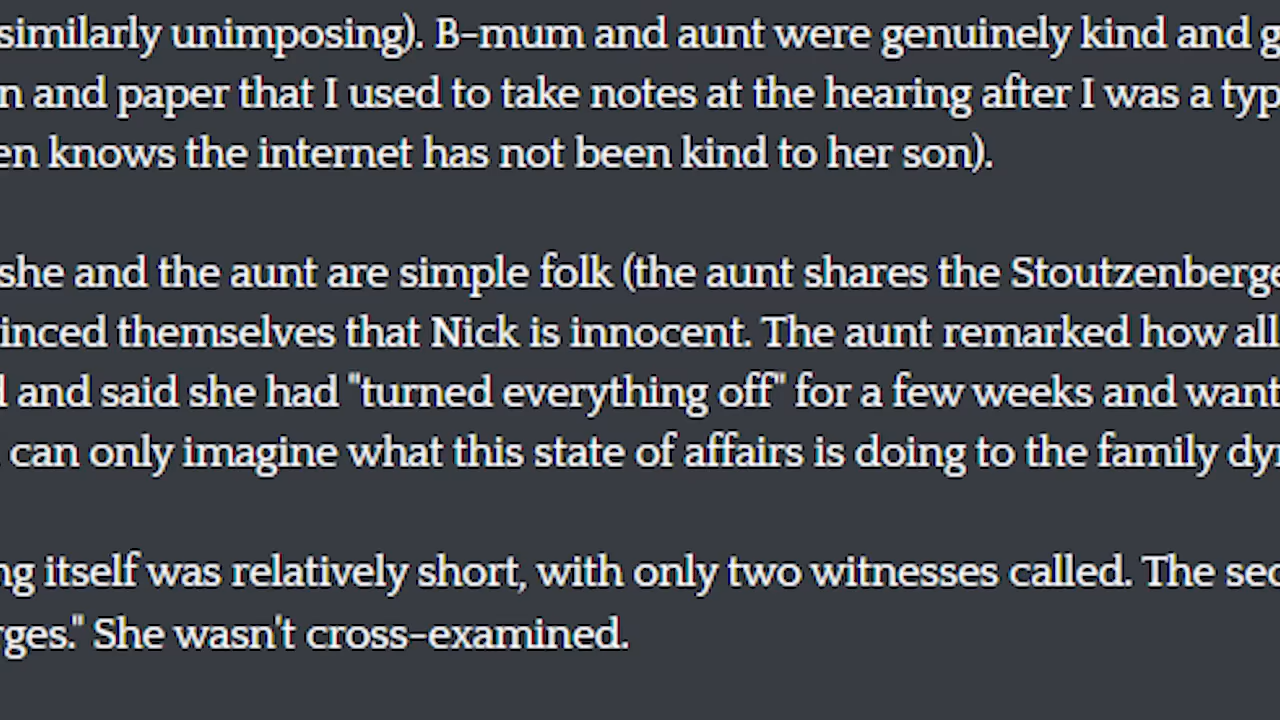 similarly unimposing). B-mum and aunt were genuinely kind and g
n and paper that I used to take notes at the hearing after I was a typ
en knows the internet has not been kind to her son).
she and the aunt are simple folk (the aunt shares the Stoutzenberge
inced themselves that Nick is innocent. The aunt remarked how all
and said she had "turned everything off" for a few weeks and want
can only imagine what this state of affairs is doing to the family dy
ng itself was relatively short, with only two witnesses called. The sec
rges." She wasn't cross-examined.